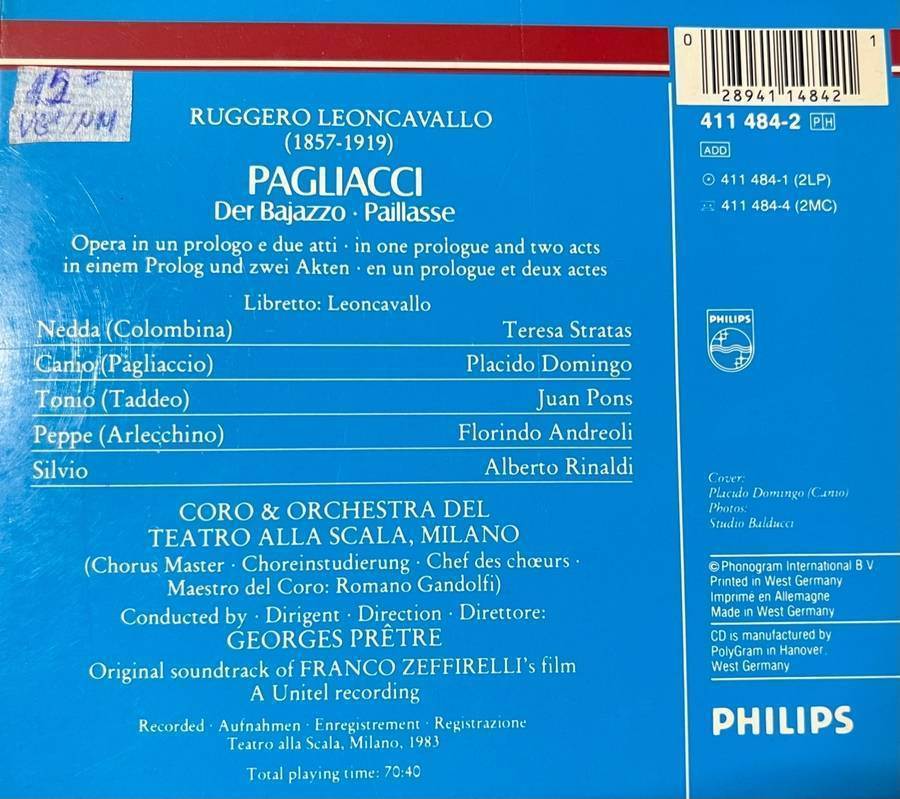 15=
0 1
28941 14842
RUGGERO LEONCAVALLO
(1857-1919)
PAGLIACCI
Der Bajazzo · Paillasse
Opera in un prologo e due atti · in one prologue and two acts
in einem Prolog und zwei Akten · en un prologue et deux actes
Libretto: Leoncavallo
Nedda (Colombina) Teresa Stratas
Canio (Pagliaccio) Placido Domingo
Tonio (Taddeo) Juan Pons
Peppe (Arlecchino) Florindo Andreoli
Silvio Alberto Rinaldi
CORO & ORCHESTRA DEL
TEATRO ALLA SCALA, MILANO
(Chorus Master · Choreinstudierung · Chef des chœurs ·
Maestro del Coro: Romano Gandolfi)
Conducted by · Dirigent · Direction · Direttore:
GEORGES PRÊTRE
Original soundtrack of FRANCO ZEFFIRELLI's film
A Unitel recording
Recorded · Aufnahmen · Enregistrement · Registrazione
Teatro alla Scala, Milano, 1983
Total playing time: 70:40
411 484-2 PH
ADD
411 484-1 (2LP)
411 484-4 (2MC)
PHILIPS
Cover:
Placido Domingo (Canio)
Photos:
Studio Balducci
©Phonogram International B V
Printed in West Germany
Imprimé en Allemagne
Made in West Germany
CD is manufactured by
PolyGram in Hanover,
West Germany
PHILIPS